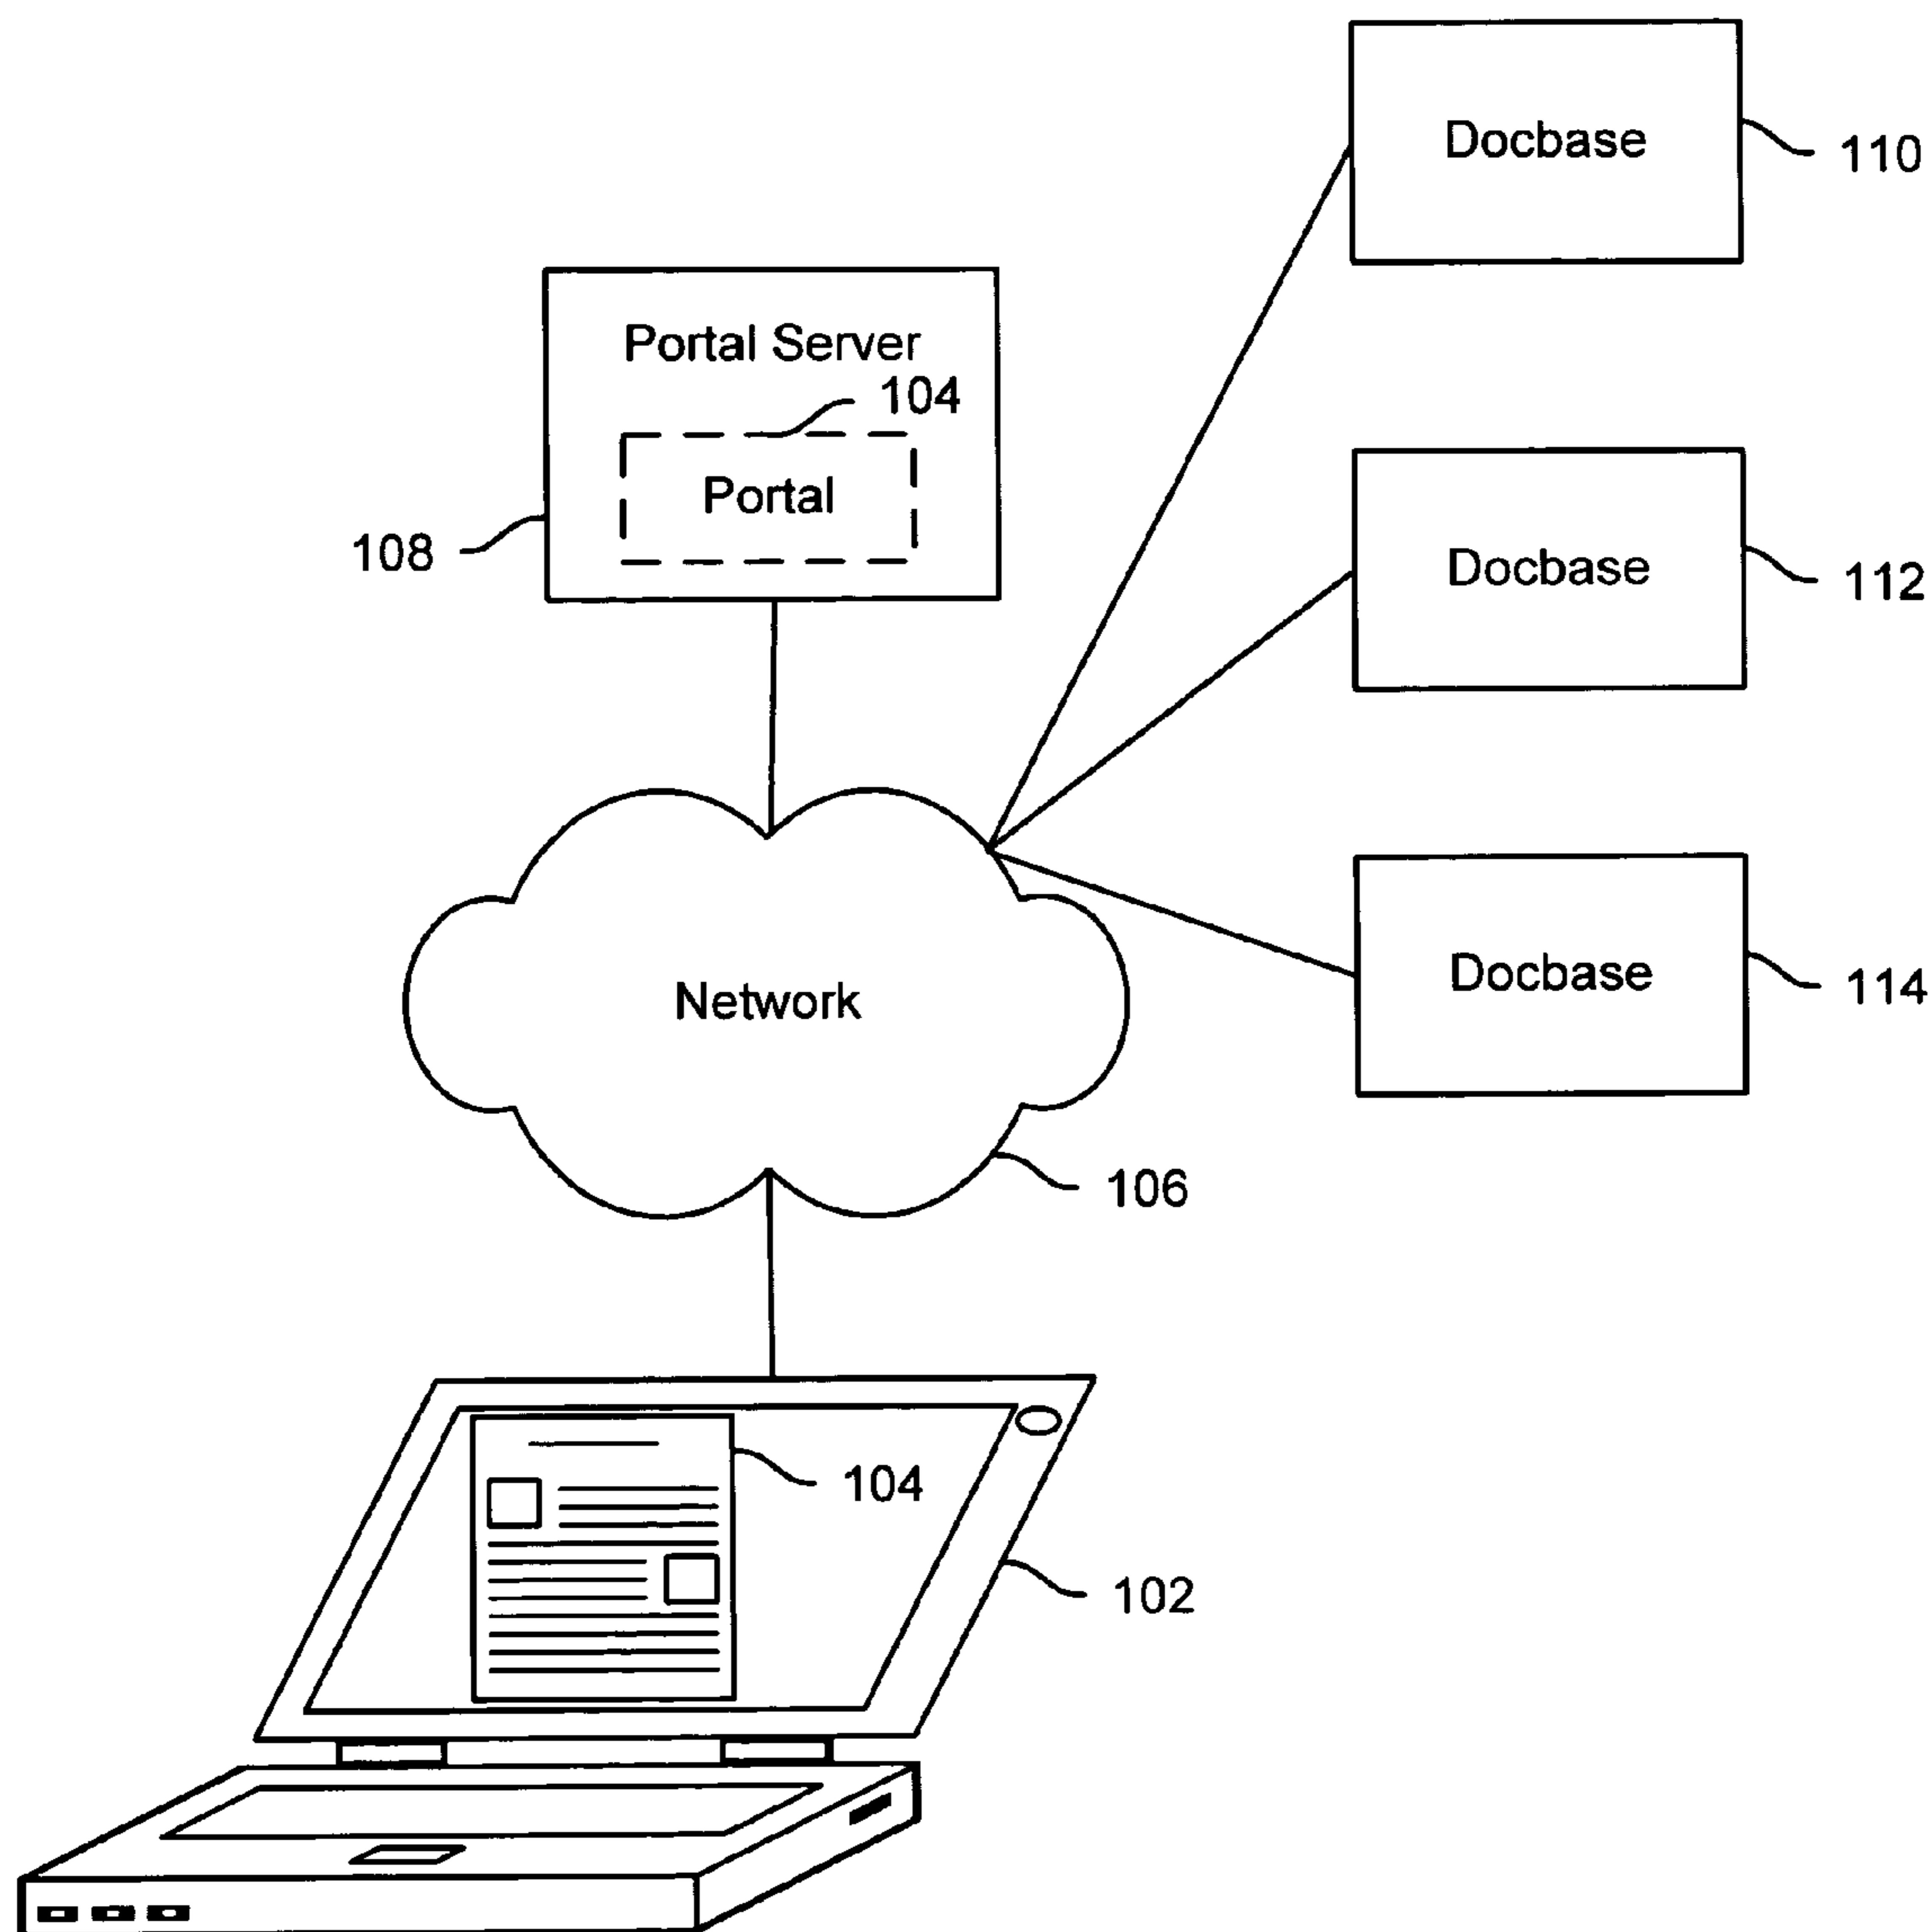 Docbase
110
Portal Server
104
Portal
108
Docbase
112
Docbase
114
Network
106
104
102